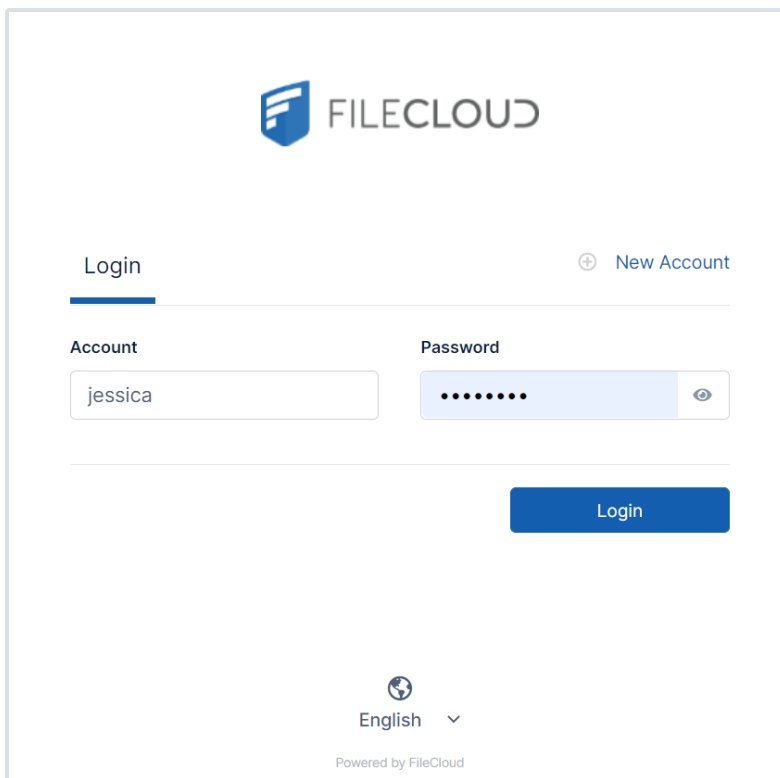 FILECLOUD
Login
New Account
Account
Password
jessica
••••••••
Login
English
Powered by FileCloud